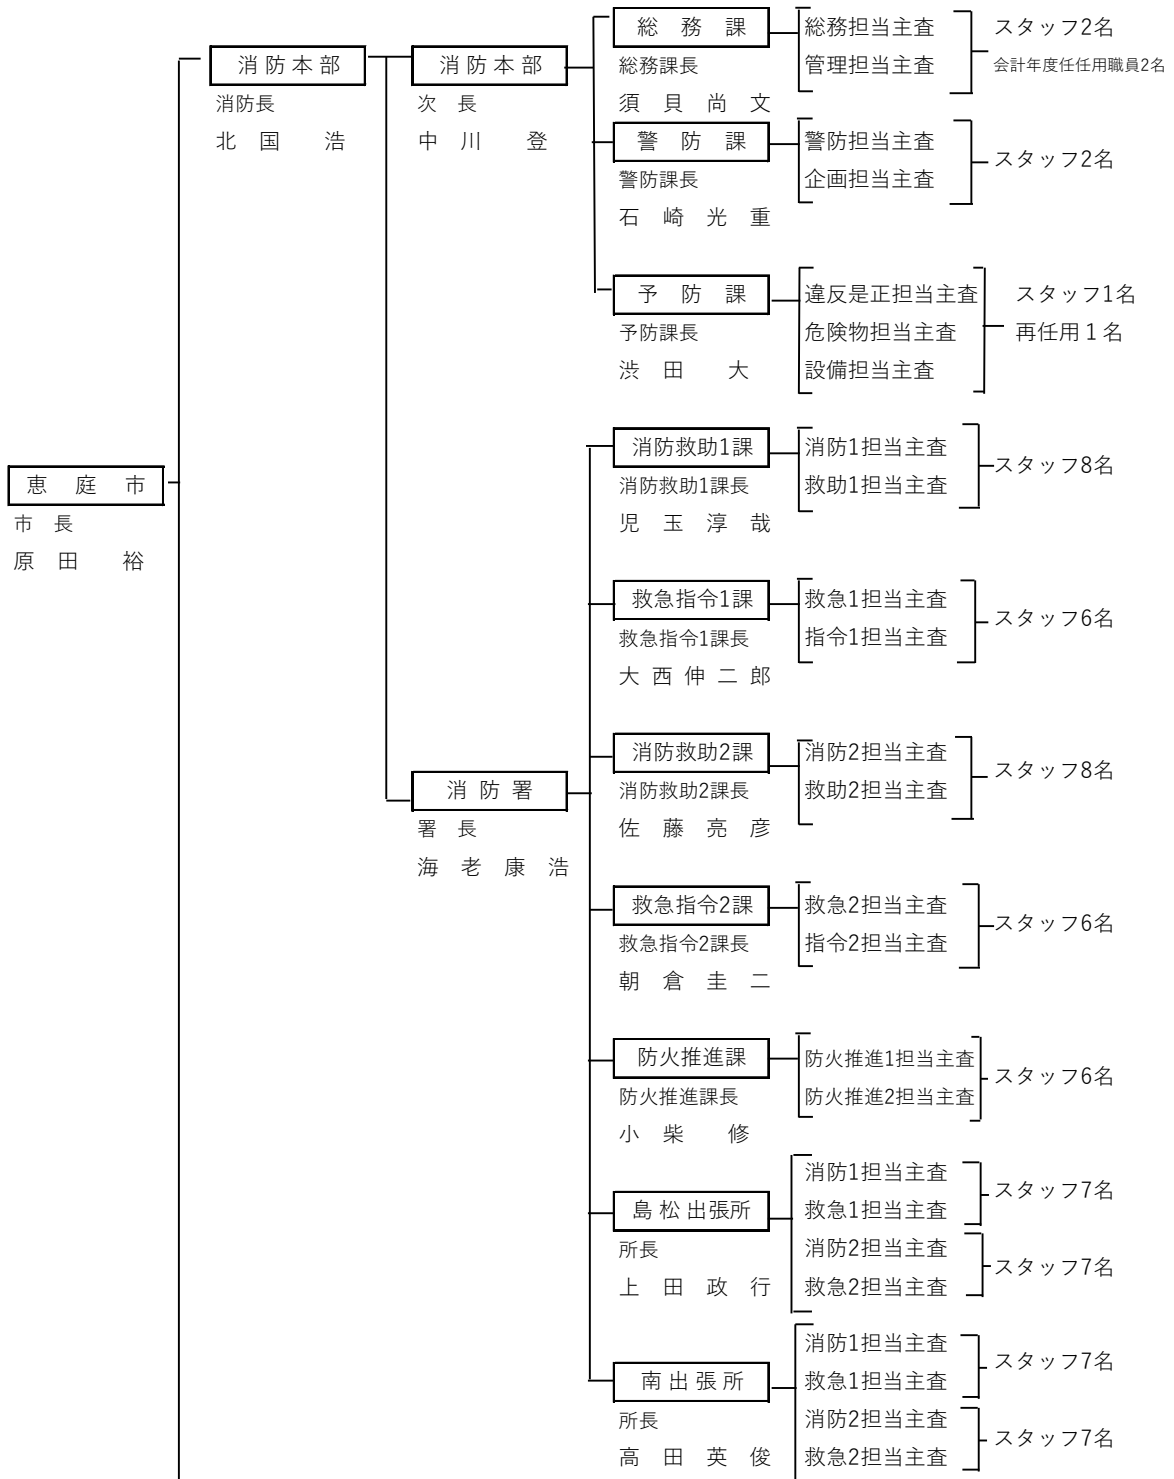 総務課 総務担当主査 スタッフ2名
消防本部 消防本部 総務課長 管理担当主査 会計年度任任用職員2名
消防長 次長 須貝尚文
北国 浩 中川 登 警防課 警防担当主査 スタッフ2名
警防課長 企画担当主査
石崎光重
予防課 違反是正担当主査 スタッフ1名
予防課長 危険物担当主査 再任用１名
渋田 大 設備担当主査
消防救助1課 消防1担当主査 スタッフ8名
恵庭市 消防救助1課長 救助1担当主査
市長 児玉淳哉
原田 裕
救急指令1課 救急1担当主査 スタッフ6名
救急指令1課長 指令1担当主査
大西伸二郎
消防救助2課 消防2担当主査 スタッフ8名
消防署 消防救助2課長 救助2担当主査
署長 佐藤亮彦
海老康浩
救急指令2課 救急2担当主査 スタッフ6名
救急指令2課長 指令2担当主査
朝倉圭二
防火推進課 防火推進1担当主査 スタッフ6名
防火推進課長 防火推進2担当主査
小柴 修
消防1担当主査 スタッフ7名
島松出張所 救急1担当主査
所長 消防2担当主査 スタッフ7名
上田政行 救急2担当主査
消防1担当主査 スタッフ7名
南出張所 救急1担当主査
所長 消防2担当主査 スタッフ7名
高田英俊 救急2担当主査